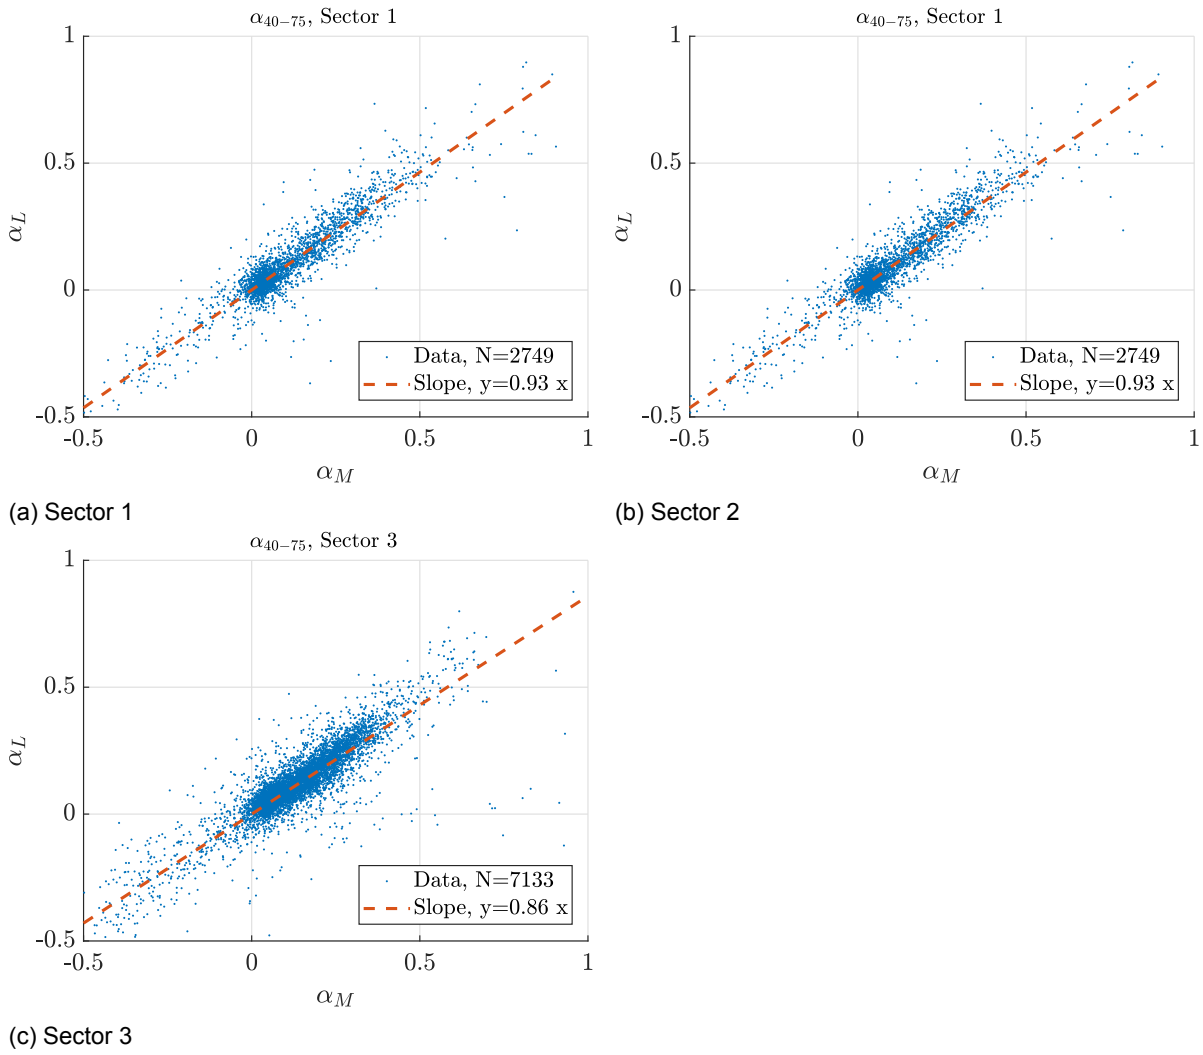 α40−75, Sector 1
1
0.5
0
-0.5
αL
-0.5 0 0.5 1
αM
Data, N=2749
Slope, y=0.93 x
(a) Sector 1
α40−75, Sector 1
1
0.5
0
-0.5
αL
-0.5 0 0.5 1
αM
Data, N=2749
Slope, y=0.93 x
(b) Sector 2
α40−75, Sector 3
1
0.5
0
-0.5
αL
-0.5 0 0.5 1
αM
Data, N=7133
Slope, y=0.86 x
(c) Sector 3